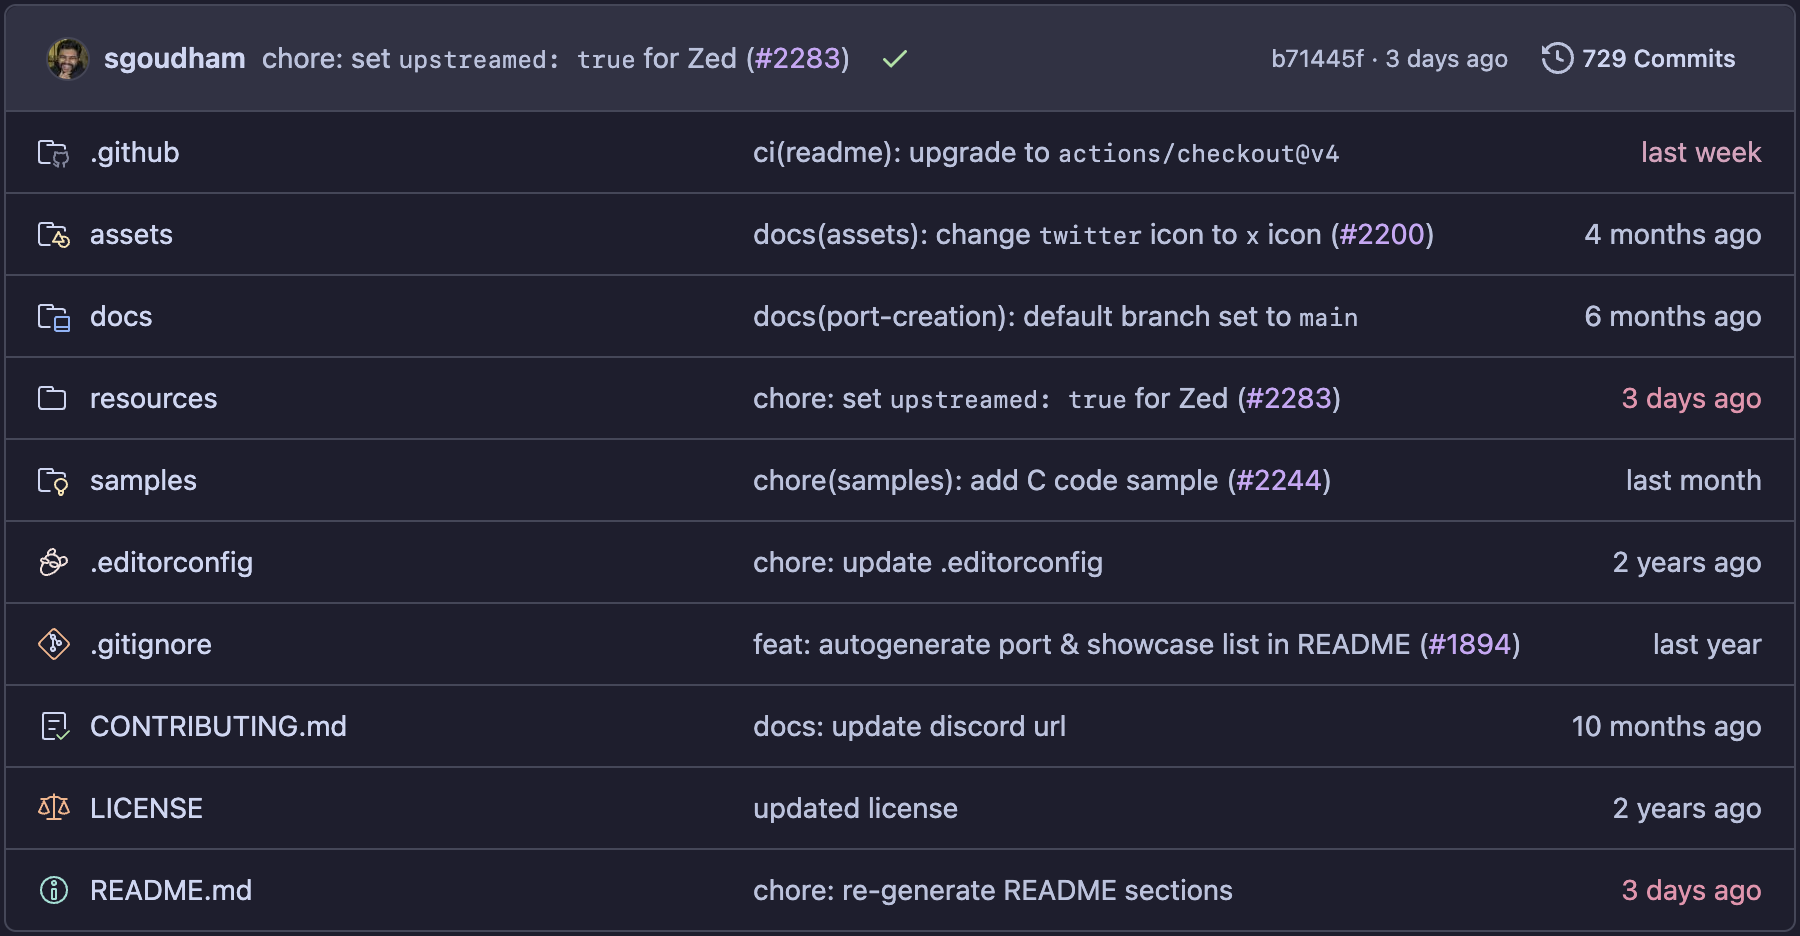 sgoudham chore: set upstreamed: true for Zed (#2283) b71445f · 3 days ago 729 Commits
.github ci(readme): upgrade to actions/checkout@v4 last week
assets docs(assets): change twitter icon to x icon (#2200) 4 months ago
docs docs(port-creation): default branch set to main 6 months ago
resources chore: set upstreamed: true for Zed (#2283) 3 days ago
samples chore(samples): add C code sample (#2244) last month
.editorconfig chore: update .editorconfig 2 years ago
.gitignore feat: autogenerate port & showcase list in README (#1894) last year
CONTRIBUTING.md docs: update discord url 10 months ago
LICENSE updated license 2 years ago
README.md chore: re-generate README sections 3 days ago